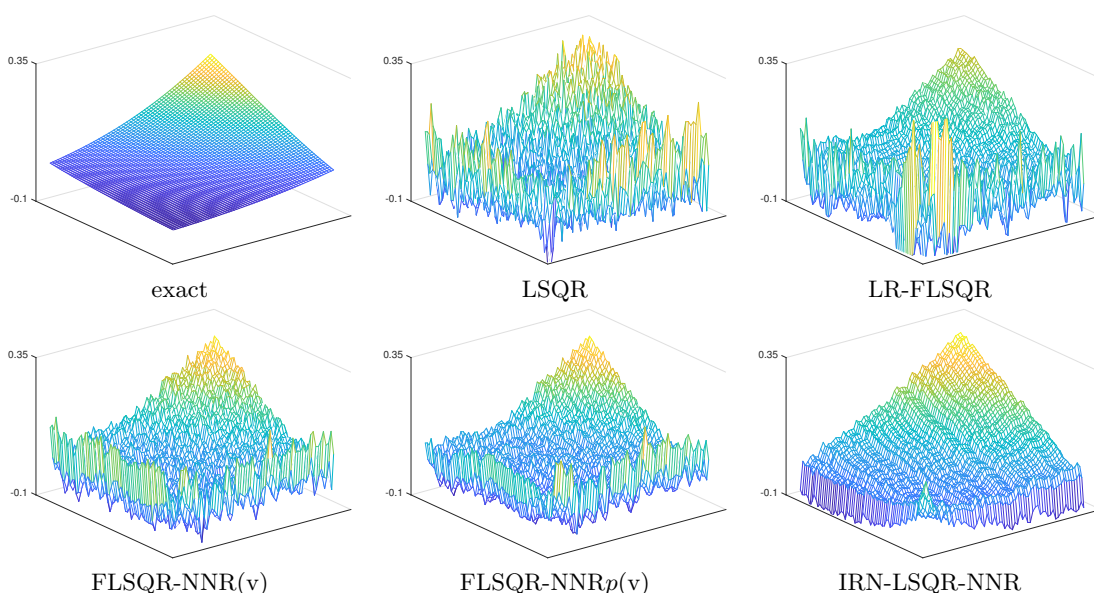 0.35
-0.1
exact
0.35
-0.1
LSQR
0.35
-0.1
LR-FLSQR
0.35
-0.1
FLSQR-NNR(v)
0.35
-0.1
FLSQR-NNRp(v)
0.35
-0.1
IRN-LSQR-NNR